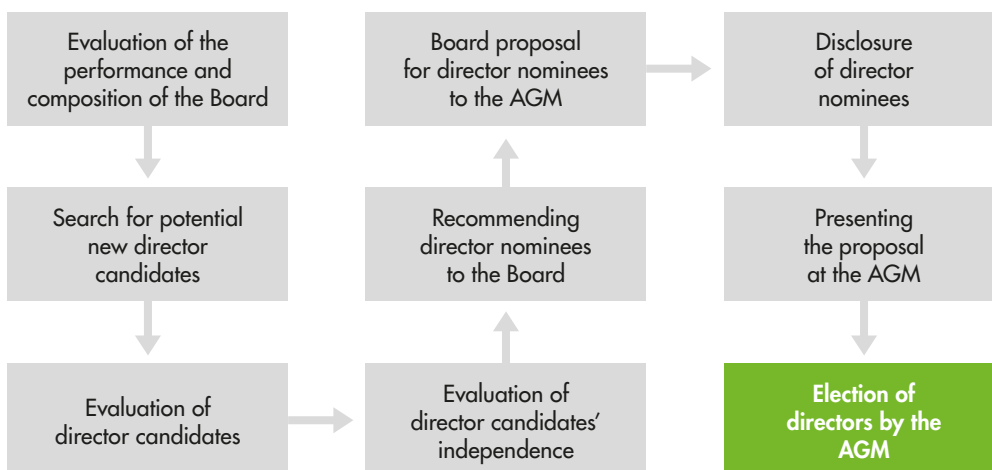 Evaluation of the
performance and
composition of the Board
Search for potential
new director
candidates
Evaluation of
director candidates
Evaluation of
director candidates’
independence
Recommending
director nominees
to the Board
Board proposal
for director nominees
to the AGM
Disclosure
of director
nominees
Presenting
the proposal
at the AGM
Election of
directors by the
AGM